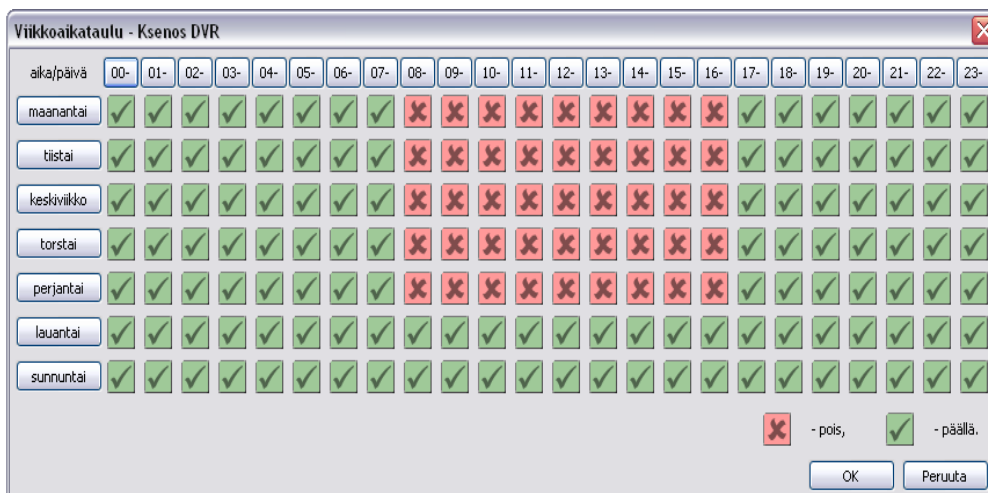 Viikkoaikataulu - Ksenos DVR
aika/päivä 00- 01- 02- 03- 04- 05- 06- 07- 08- 09- 10- 11- 12- 13- 14- 15- 16- 17- 18- 19- 20- 21- 22- 23-
maanantai
tiistai
keskiviikko
torstai
perjantai
lauantai
sunnuntai
- pois, - päällä.
OK Peruuta